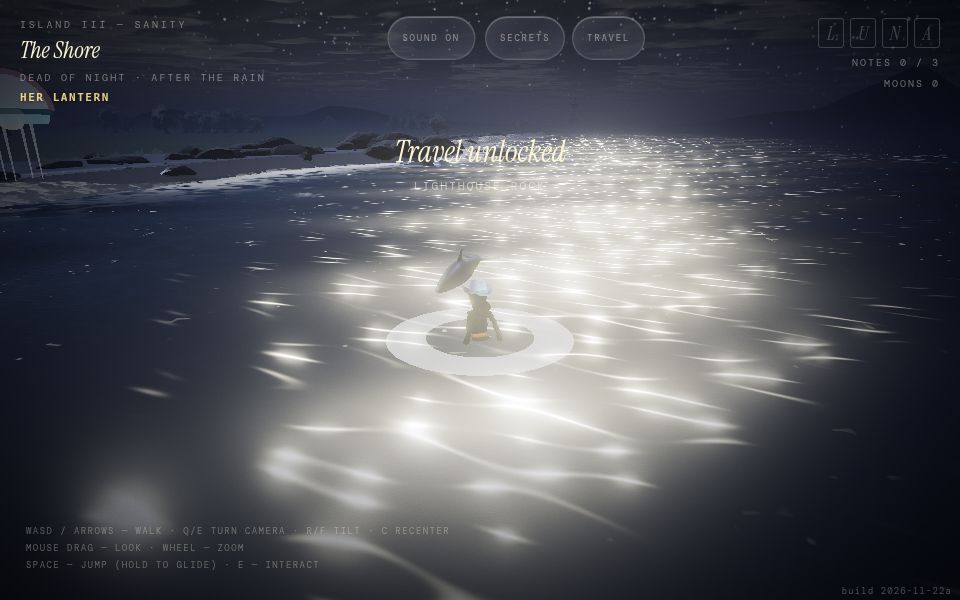 ISLAND III — SANITY
The Shore
DEAD OF NIGHT · AFTER THE RAIN
HER LANTERN
SOUND ON
SECRETS
TRAVEL
L U N A
NOTES 0 / 3
MOONS 0
Travel unlocked
LIGHTHOUSE ROCK
WASD / ARROWS — WALK · Q/E TURN CAMERA · R/F TILT · C RECENTER
MOUSE DRAG — LOOK · WHEEL — ZOOM
SPACE — JUMP (HOLD TO GLIDE) · E — INTERACT
build 2026-11-22a